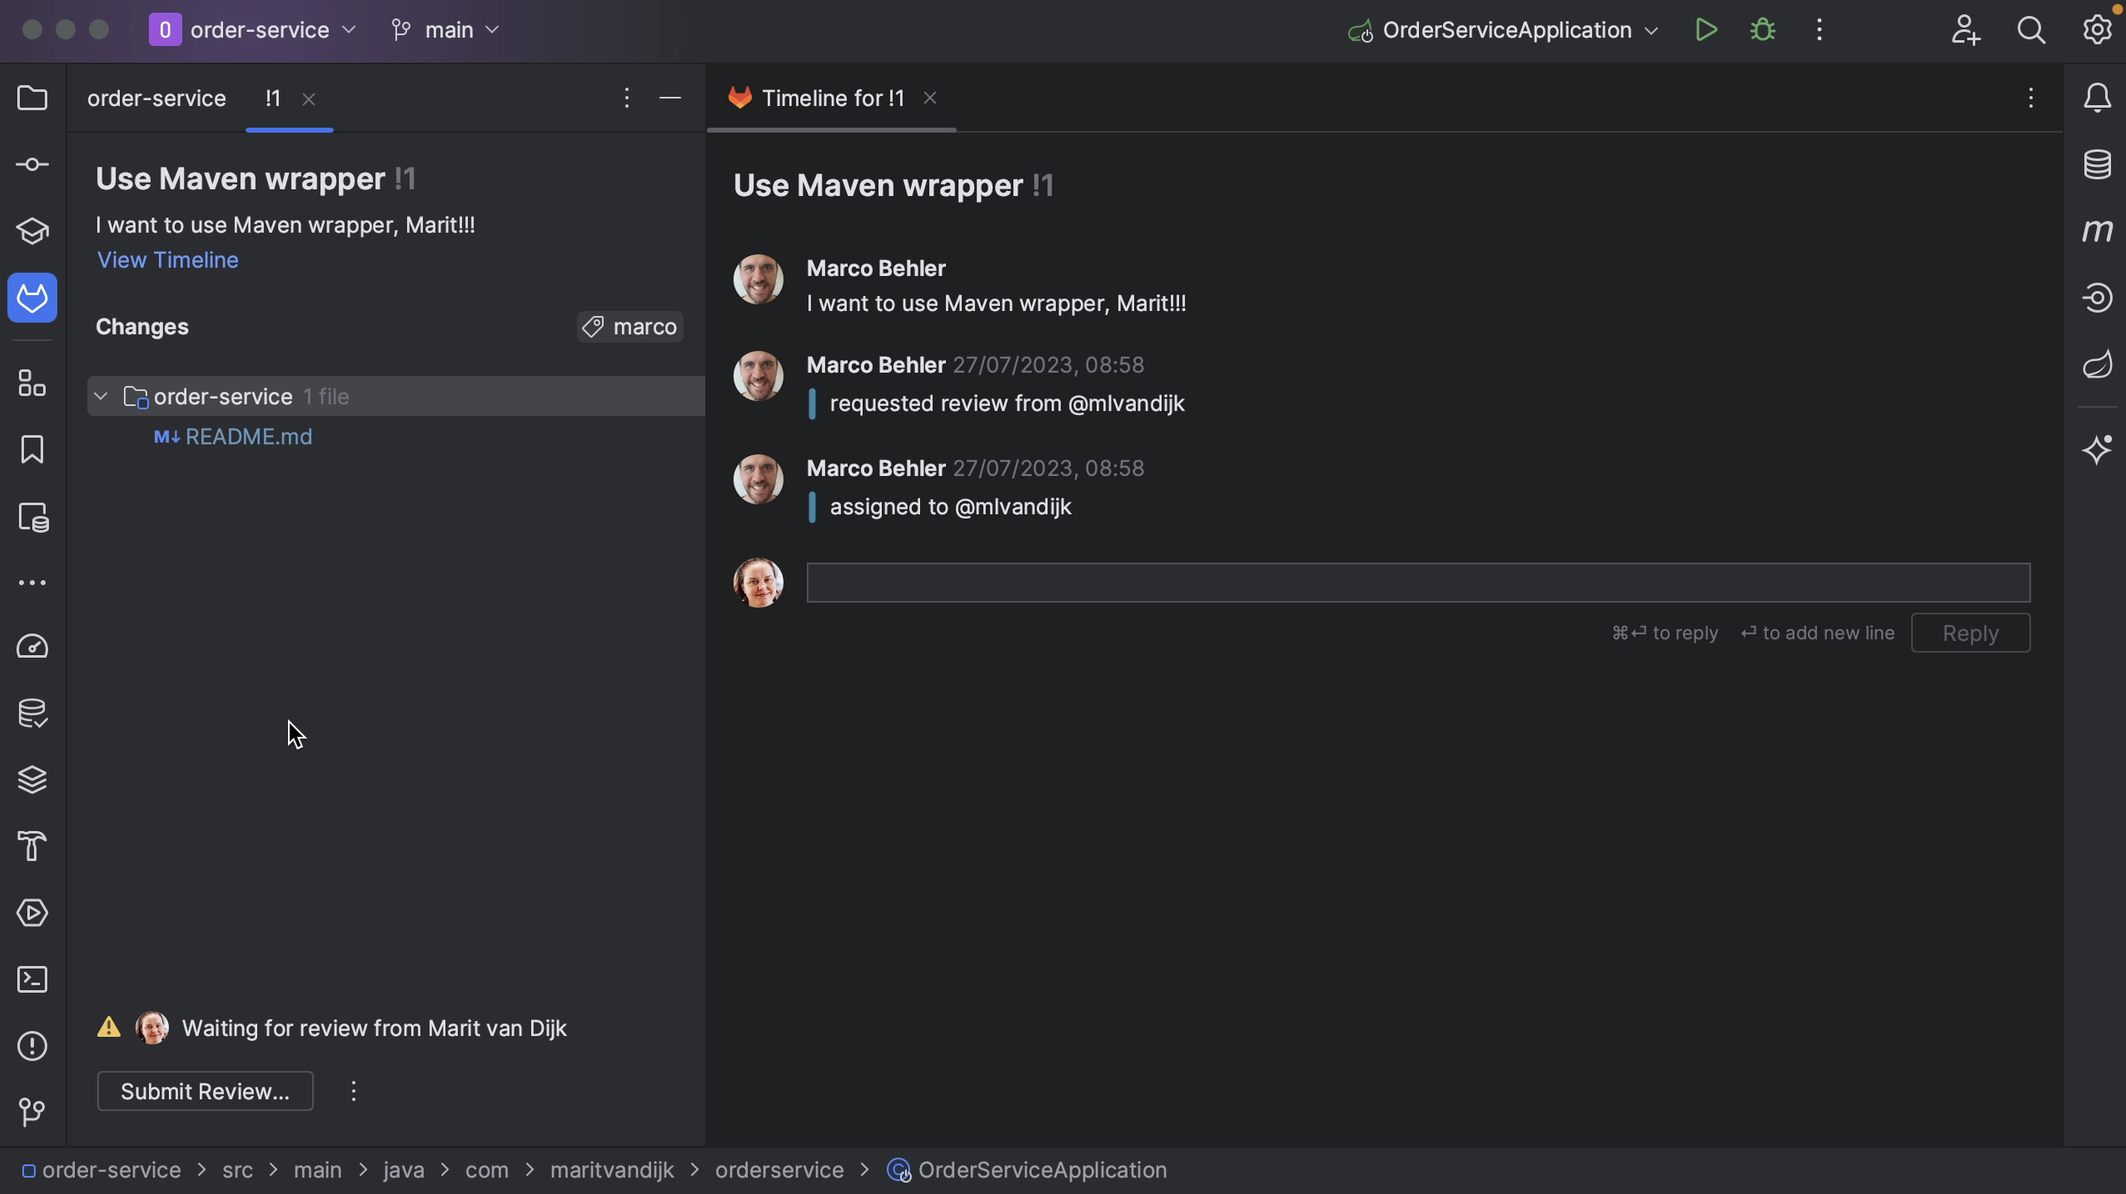 0 order-service main OrderServiceApplication
order-service !1
Use Maven wrapper !1
I want to use Maven wrapper, Marit!!!
View Timeline
Changes marco
order-service 1 file
M↓ README.md
Waiting for review from Marit van Dijk
Submit Review...
Timeline for !1
Use Maven wrapper !1
Marco Behler
I want to use Maven wrapper, Marit!!!
Marco Behler 27/07/2023, 08:58
requested review from @mlvandijk
Marco Behler 27/07/2023, 08:58
assigned to @mlvandijk
⌘⏎ to reply ⏎ to add new line Reply
m
order-service > src > main > java > com > maritvandijk > orderservice > OrderServiceApplication